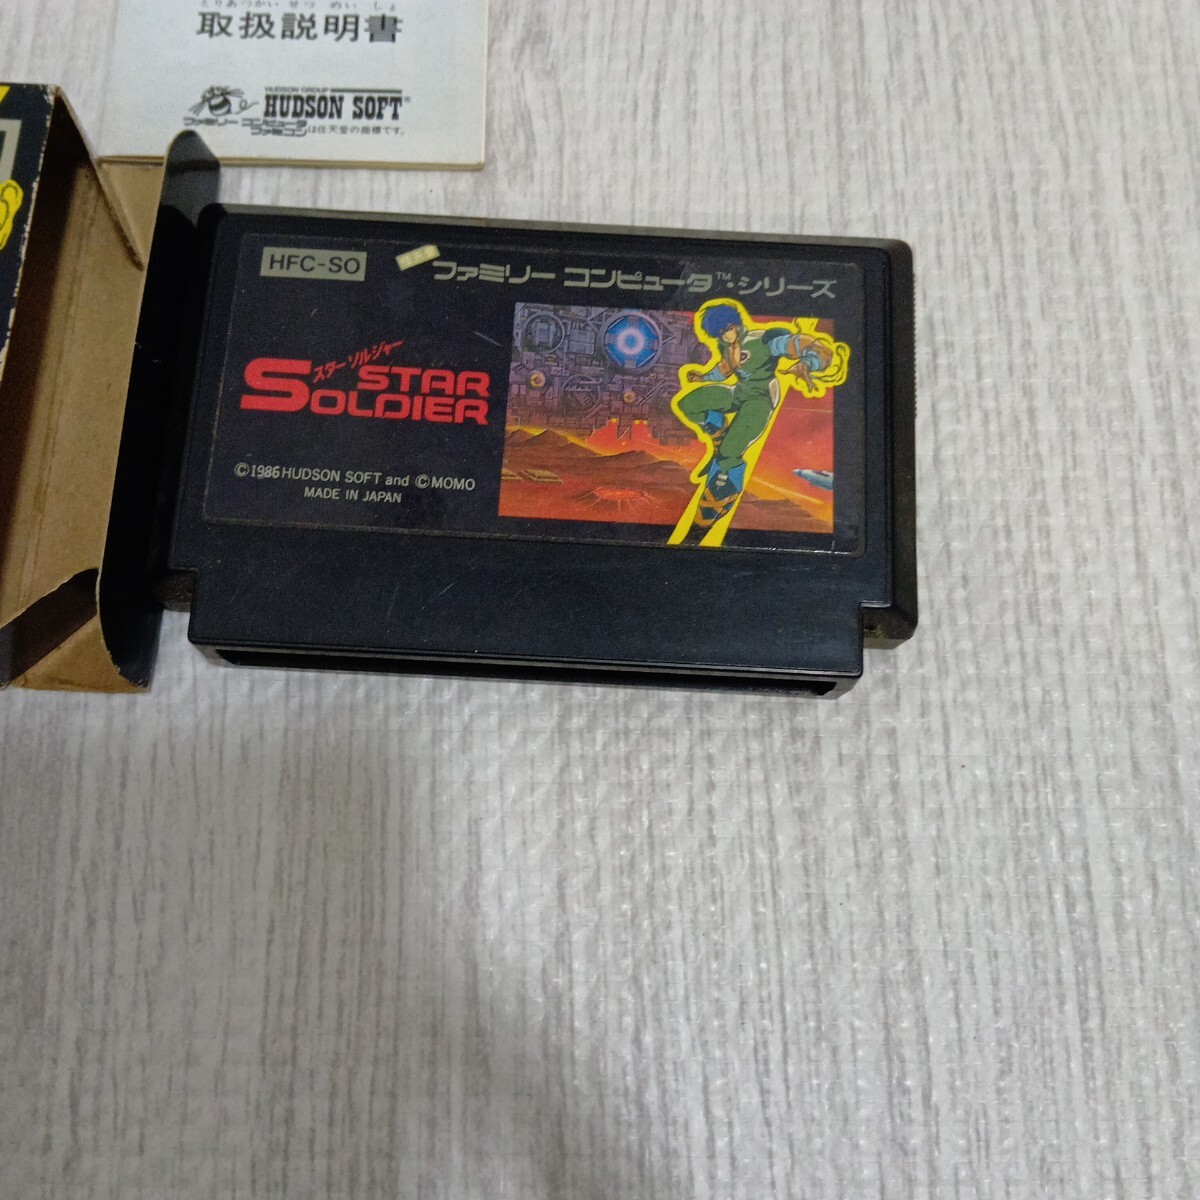 とりあつかい せつ めい しょ
取扱説明書
HUDSON GROUP
HUDSON SOFT®
ファミリー コンピュータ
ファミコン は任天堂の商標です。
HFC-SO
ファミリー コンピュータ™・シリーズ
スターソルジャー
STAR
SOLDIER
©1986 HUDSON SOFT and ©MOMO
MADE IN JAPAN